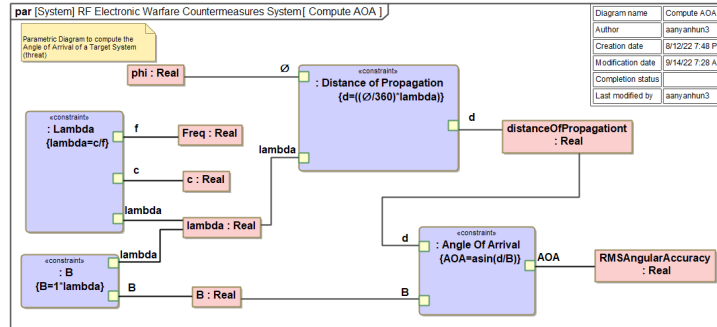 par [System] RF Electronic Warfare Countermeasures System[ Compute AOA ]
Diagram name Compute AOA
Author aanyanhun3
Creation date 8/12/22 7:48 P
Modification date 9/14/22 7:28 A
Completion status
Last modified by aanyanhun3
Parametric Diagram to compute the
Angle of Arrival of a Target System
(threat)
phi : Real
Ø
«constraint»
: Distance of Propagation
{d=((Ø/360)*lambda)}
d
distanceOfPropagationt
: Real
lambda
«constraint»
: Lambda
{lambda=c/f}
f
Freq : Real
c
c : Real
lambda
lambda : Real
«constraint»
: B
{B=1*lambda}
lambda
B
B : Real
«constraint»
: Angle Of Arrival
{AOA=asin(d/B)}
d
B
AOA
RMSAngularAccuracy
: Real